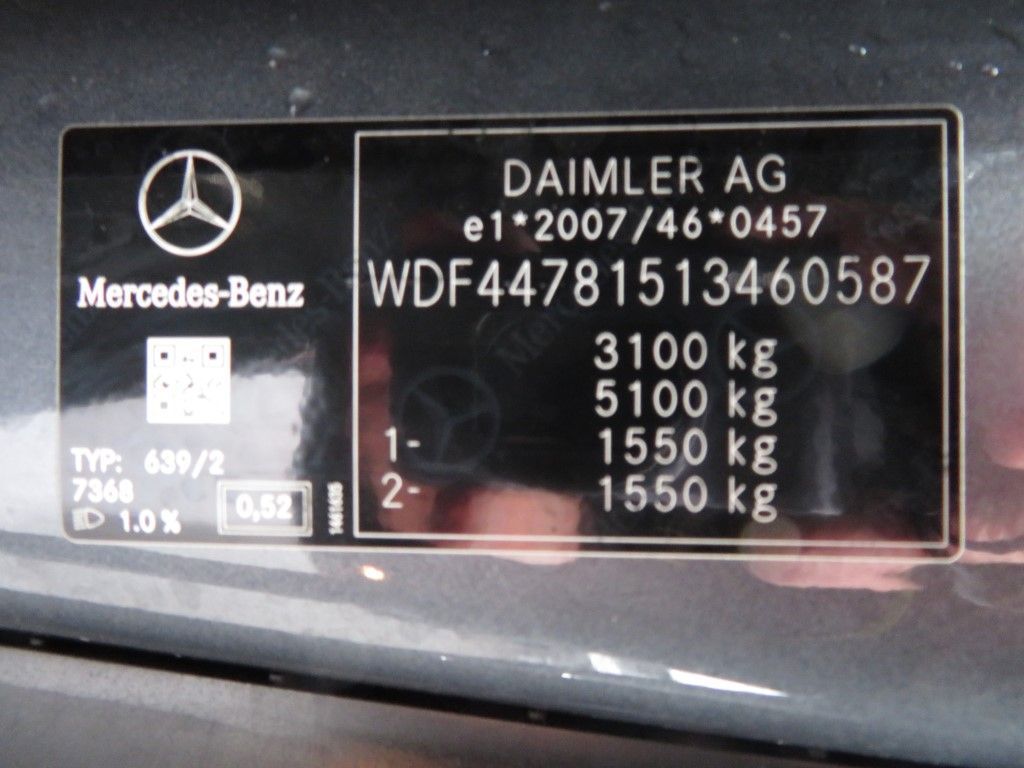 Mercedes-Benz
TYP: 639/2
7368
1.0 %
0,52
1461635
DAIMLER AG
e1*2007/46*0457
WDF44781513460587
3100 kg
5100 kg
1- 1550 kg
2- 1550 kg